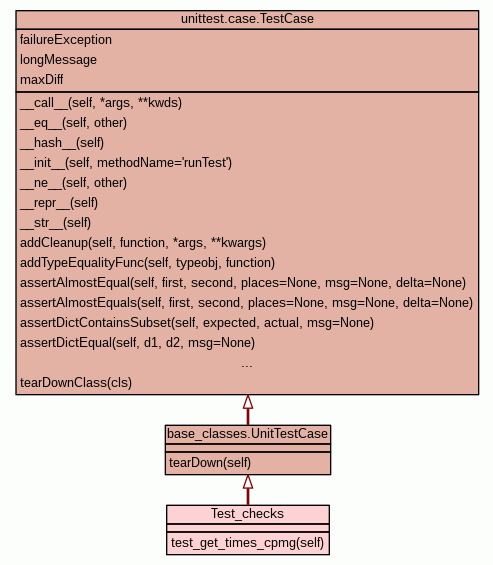 unittest.case.TestCase
failureException
longMessage
maxDiff
__call__(self, *args, **kwds)
__eq__(self, other)
__hash__(self)
__init__(self, methodName='runTest')
__ne__(self, other)
__repr__(self)
__str__(self)
addCleanup(self, function, *args, **kwargs)
addTypeEqualityFunc(self, typeobj, function)
assertAlmostEqual(self, first, second, places=None, msg=None, delta=None)
assertAlmostEquals(self, first, second, places=None, msg=None, delta=None)
assertDictContainsSubset(self, expected, actual, msg=None)
assertDictEqual(self, d1, d2, msg=None)
...
tearDownClass(cls)
base_classes.UnitTestCase
tearDown(self)
Test_checks
test_get_times_cpmg(self)